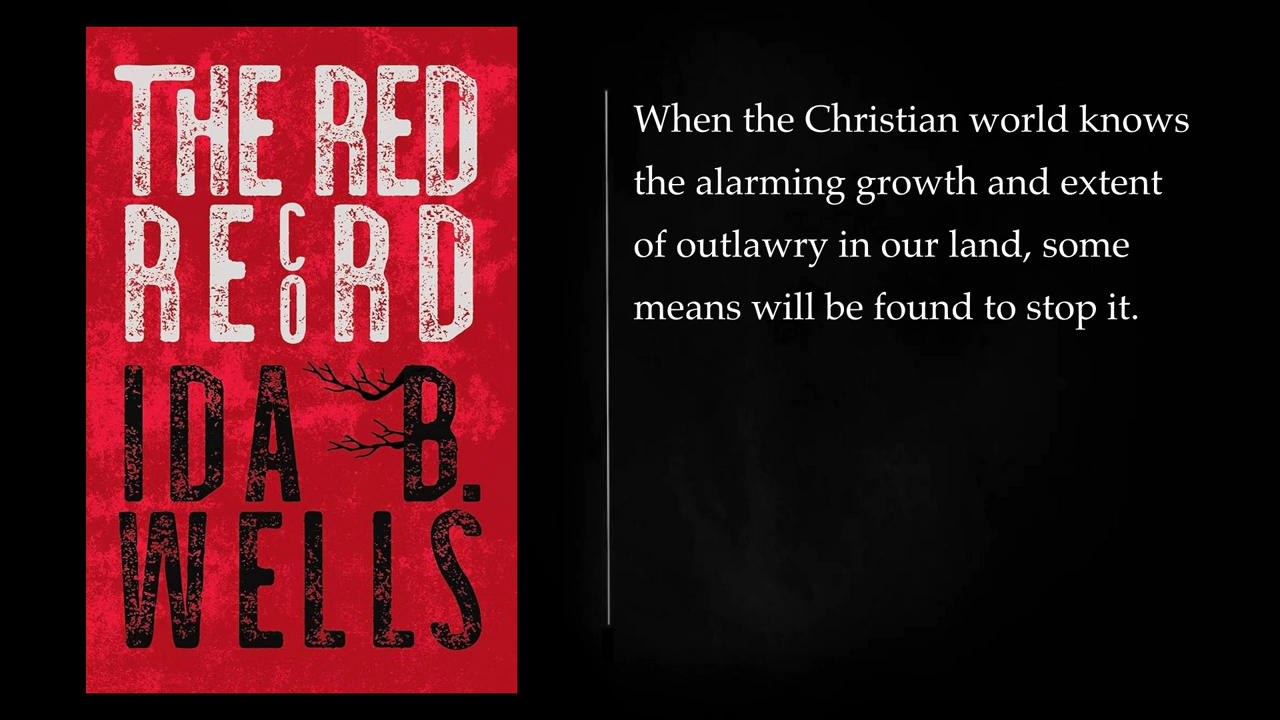 THE RED
RECORD
IDA B.
WELLS
When the Christian world knows
the alarming growth and extent
of outlawry in our land, some
means will be found to stop it.